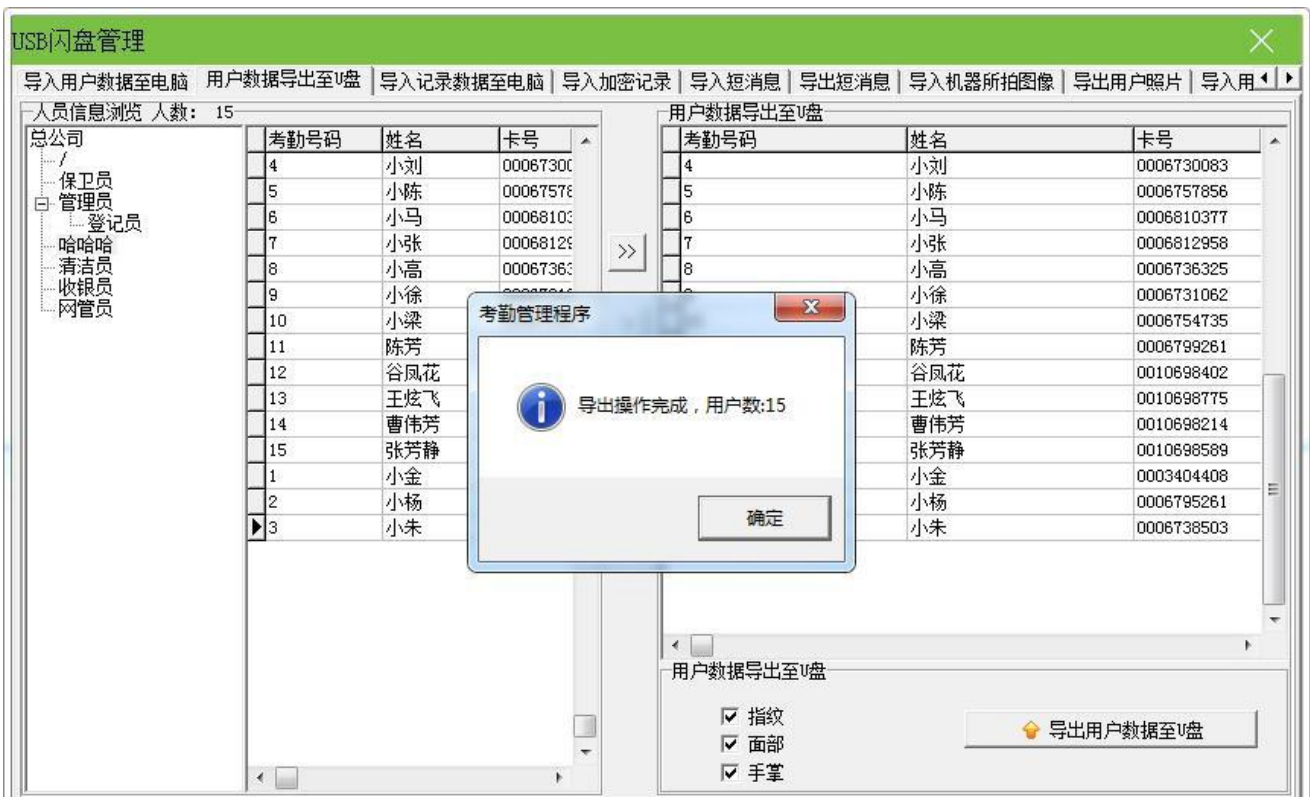 USB闪盘管理
导入用户数据至电脑 用户数据导出至U盘 导入记录数据至电脑 导入加密记录 导入短消息 导出短消息 导入机器所拍图像 导出用户照片 导入用
人员信息浏览 人数: 15
总公司
/
保卫员
管理员
登记员
哈哈哈
清洁员
收银员
网管员
考勤号码 姓名 卡号
4 小刘 0006730
5 小陈 0006757
6 小马 00068103
7 小张 0006812
8 小高 0006736
9 小徐
10 小梁
11 陈芳
12 谷凤花
13 王炫飞
14 曹伟芳
15 张芳静
1 小金
2 小杨
3 小朱
>>
用户数据导出至U盘
考勤号码 姓名 卡号
4 小刘 0006730083
5 小陈 0006757856
6 小马 0006810377
7 小张 0006812958
8 小高 0006736325
小徐 0006731062
小梁 0006754735
陈芳 0006799261
谷凤花 0010698402
王炫飞 0010698775
曹伟芳 0010698214
张芳静 0010698589
小金 0003404408
小杨 0006795261
小朱 0006738503
考勤管理程序
导出操作完成，用户数:15
确定
用户数据导出至U盘
指纹
面部
手掌
导出用户数据至U盘